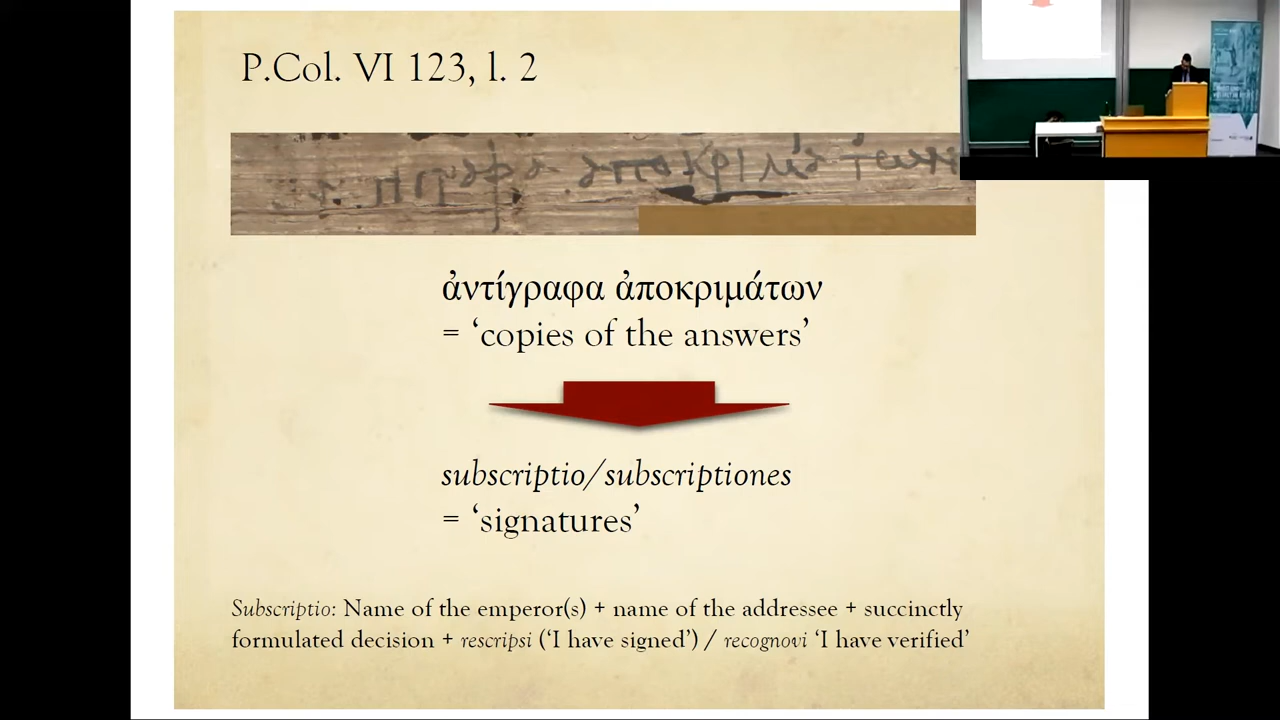 P.Col. VI 123, l. 2
ἀντίγραφα ἀποκριμάτων
= ‘copies of the answers’
subscriptio/subscriptiones
= ‘signatures’
Subscriptio: Name of the emperor(s) + name of the addressee + succinctly
formulated decision + rescripsi (‘I have signed’) / recognovi ‘I have verified’